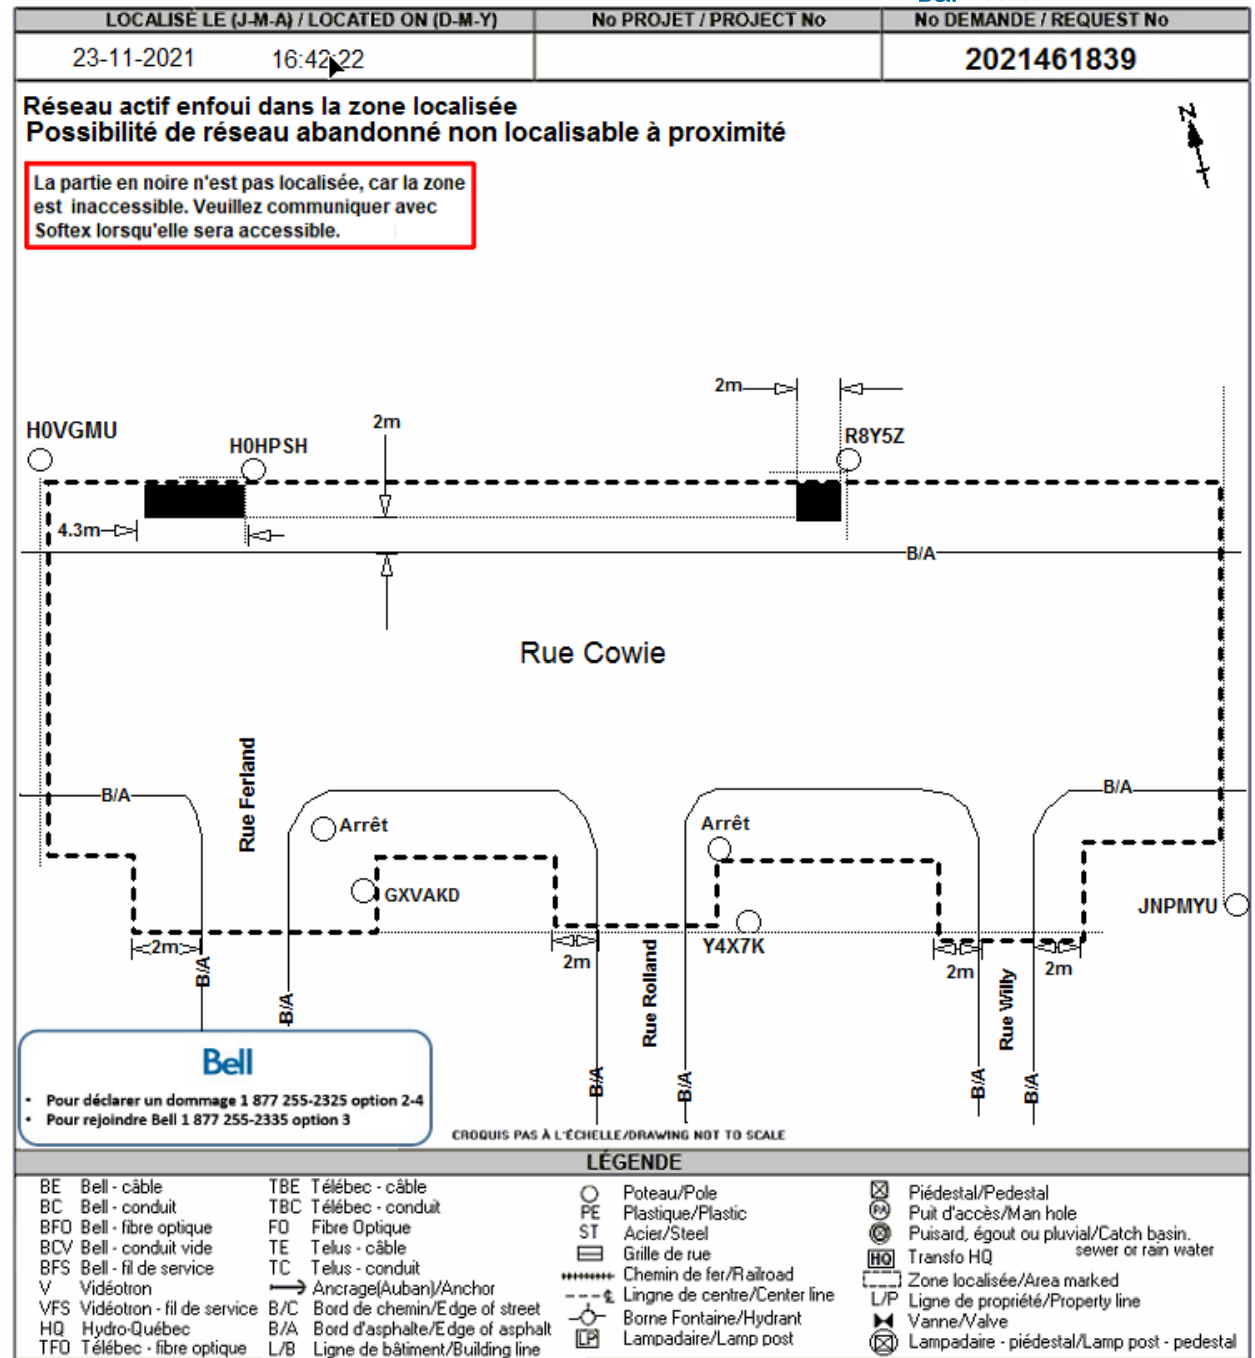 LOCALISÉ LE (J-M-A) / LOCATED ON (D-M-Y)
No PROJET / PROJECT No
No DEMANDE / REQUEST No
23-11-2021 16:42:22
2021461839
Réseau actif enfoui dans la zone localisée
Possibilité de réseau abandonné non localisable à proximité
N
La partie en noire n'est pas localisée, car la zone
est inaccessible. Veuillez communiquer avec
Softex lorsqu'elle sera accessible.
2m
H0VGMU
H0HPSH
2m
R8Y5Z
4.3m
B/A
Rue Cowie
Rue Ferland
B/A
B/A
Arrêt
Arrêt
GXVAKD
JNPMYU
2m
2m
Y4X7K
2m
2m
B/A
B/A
Rue Rolland
Rue Willy
B/A
B/A
B/A
B/A
Bell
• Pour déclarer un dommage 1 877 255-2325 option 2-4
• Pour rejoindre Bell 1 877 255-2335 option 3
CROQUIS PAS À L'ÉCHELLE/DRAWING NOT TO SCALE
LÉGENDE
BE Bell - câble
BC Bell - conduit
BFO Bell - fibre optique
BCV Bell - conduit vide
BFS Bell - fil de service
V Vidéotron
VFS Vidéotron - fil de service
HQ Hydro-Québec
TFO Télébec - fibre optique
TBE Télébec - câble
TBC Télébec - conduit
FO Fibre Optique
TE Telus - câble
TC Telus - conduit
Ancrage(Auban)/Anchor
B/C Bord de chemin/Edge of street
B/A Bord d'asphalte/Edge of asphalt
L/B Ligne de bâtiment/Building line
Poteau/Pole
PE Plastique/Plastic
ST Acier/Steel
Grille de rue
Chemin de fer/Railroad
Lingne de centre/Center line
Borne Fontaine/Hydrant
LP Lampadaire/Lamp post
Piédestal/Pedestal
PA Puit d'accès/Man hole
Puisard, égout ou pluvial/Catch basin.
sewer or rain water
HQ Transfo HQ
Zone localisée/Area marked
L/P Ligne de propriété/Property line
Vanne/Valve
Lampadaire - piédestal/Lamp post - pedestal